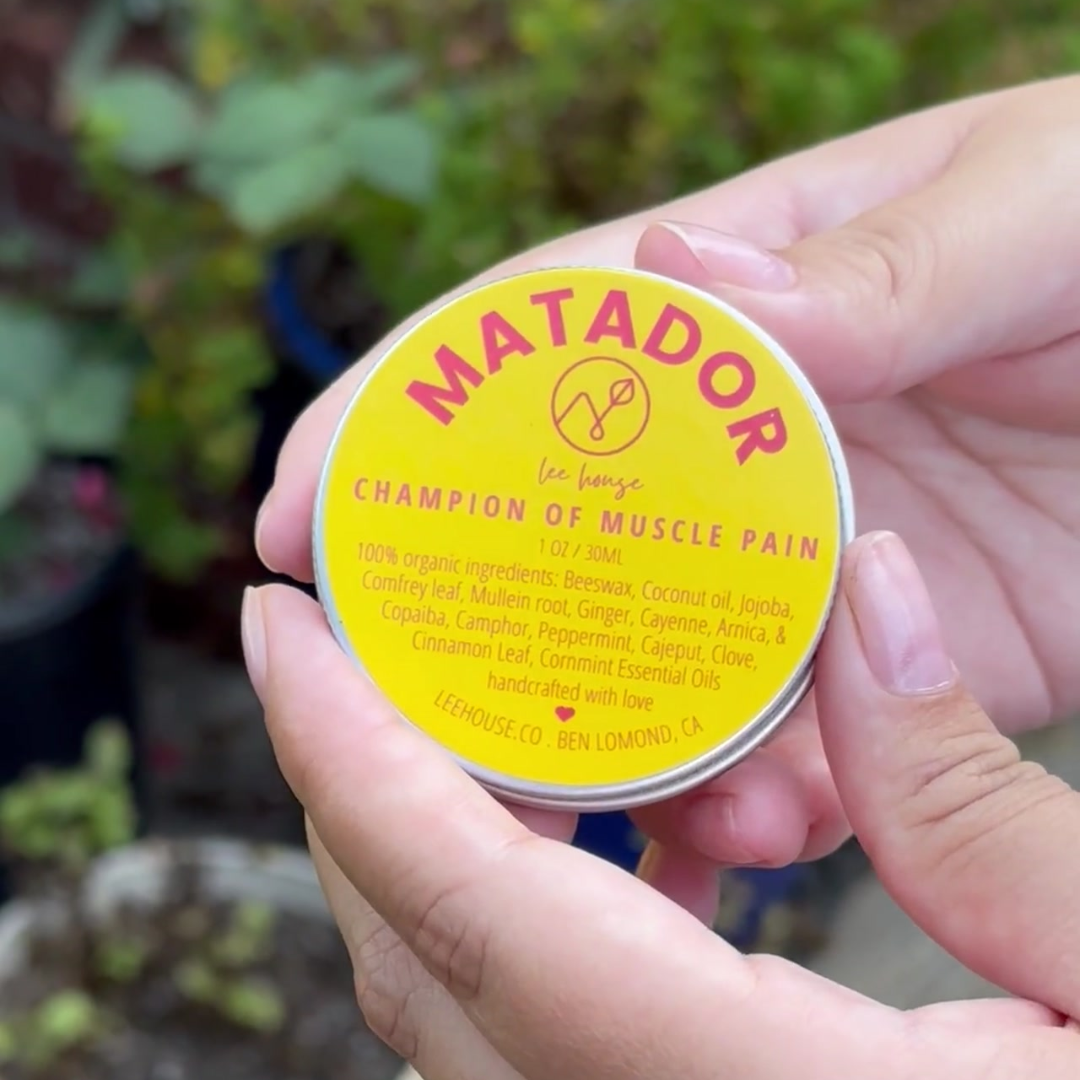 MATADOR
lee house
CHAMPION OF MUSCLE PAIN
1 OZ / 30ML
100% organic ingredients: Beeswax, Coconut oil, Jojoba,
Comfrey leaf, Mullein root, Ginger, Cayenne, Arnica, &
Copaiba, Camphor, Peppermint, Cajeput, Clove,
Cinnamon Leaf, Cornmint Essential Oils
handcrafted with love
LEEHOUSE.CO . BEN LOMOND, CA